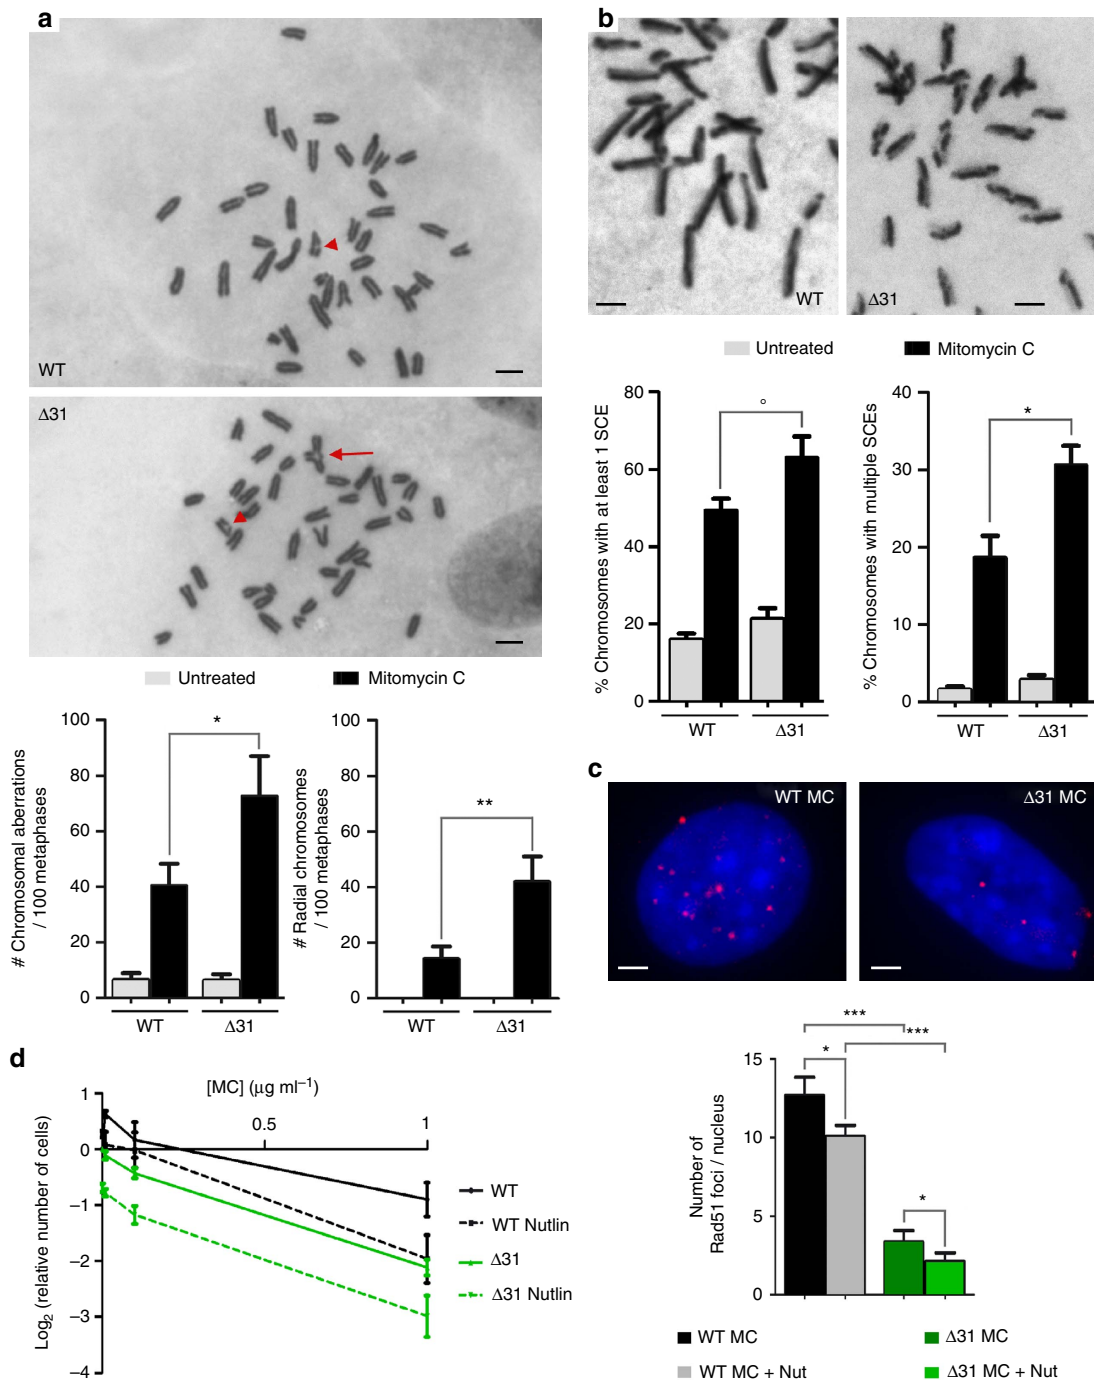 a
WT
Δ31
Untreated
Mitomycin C
# Chromosomal aberrations
/ 100 metaphases
100
80
60
40
20
0
*
WT
Δ31
# Radial chromosomes
/ 100 metaphases
100
80
60
40
20
0
**
WT
Δ31
b
WT
Δ31
Untreated
Mitomycin C
% Chromosomes with at least 1 SCE
80
60
40
20
0
°
WT
Δ31
% Chromosomes with multiple SCEs
40
30
20
10
0
*
WT
Δ31
c
WT MC
Δ31 MC
Number of
Rad51 foci / nucleus
15
10
5
0
***
*
***
*
WT MC
Δ31 MC
WT MC + Nut
Δ31 MC + Nut
d
[MC] (μg ml⁻¹)
0.5
1
Log₂ (relative number of cells)
1
0
–1
–2
–3
–4
WT
WT Nutlin
Δ31
Δ31 Nutlin